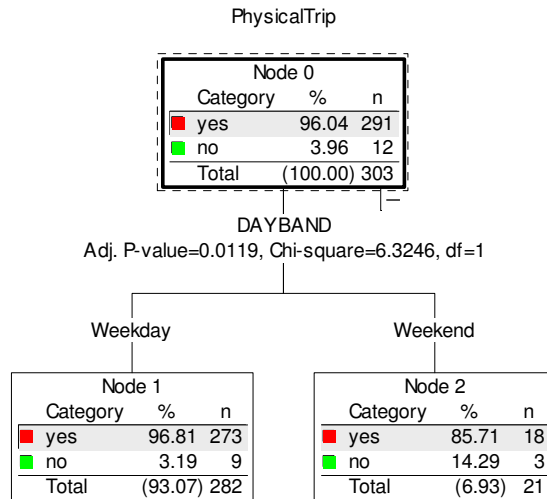 PhysicalTrip
Node 0
Category % n
yes 96.04 291
no 3.96 12
Total (100.00) 303
DAYBAND
Adj. P-value=0.0119, Chi-square=6.3246, df=1
Weekday
Weekend
Node 1
Category % n
yes 96.81 273
no 3.19 9
Total (93.07) 282
Node 2
Category % n
yes 85.71 18
no 14.29 3
Total (6.93) 21